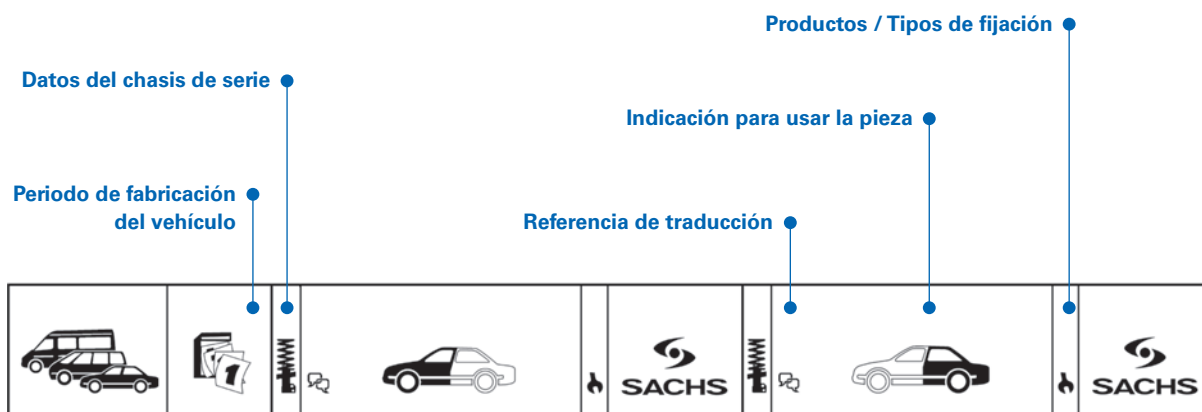 Productos / Tipos de fijación
Datos del chasis de serie
Indicación para usar la pieza
Periodo de fabricación
del vehículo
Referencia de traducción
1
SACHS
SACHS